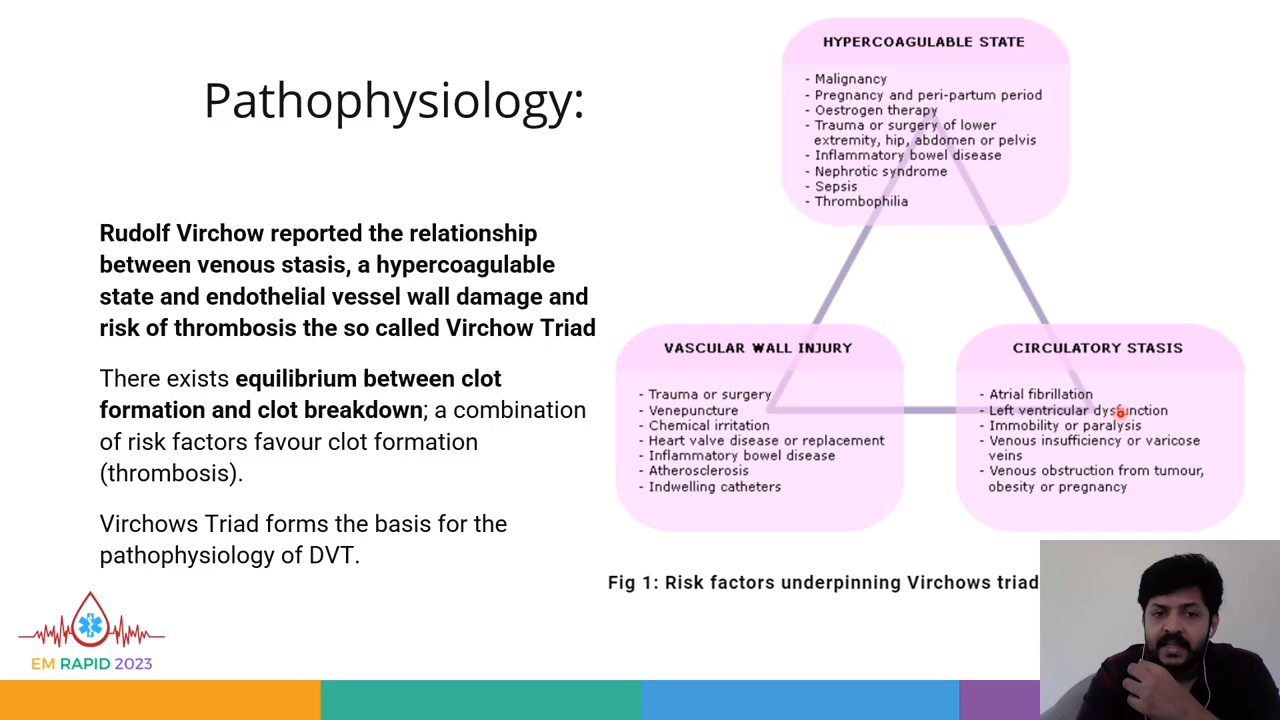 Pathophysiology:
Rudolf Virchow reported the relationship
between venous stasis, a hypercoagulable
state and endothelial vessel wall damage and
risk of thrombosis the so called Virchow Triad
There exists equilibrium between clot
formation and clot breakdown; a combination
of risk factors favour clot formation
(thrombosis).
Virchows Triad forms the basis for the
pathophysiology of DVT.
HYPERCOAGULABLE STATE
- Malignancy
- Pregnancy and peri-partum period
- Oestrogen therapy
- Trauma or surgery of lower
extremity, hip, abdomen or pelvis
- Inflammatory bowel disease
- Nephrotic syndrome
- Sepsis
- Thrombophilia
VASCULAR WALL INJURY
- Trauma or surgery
- Venepuncture
- Chemical irritation
- Heart valve disease or replacement
- Inflammatory bowel disease
- Atherosclerosis
- Indwelling catheters
CIRCULATORY STASIS
- Atrial fibrillation
- Left ventricular dysfunction
- Immobility or paralysis
- Venous insufficiency or varicose
veins
- Venous obstruction from tumour,
obesity or pregnancy
Fig 1: Risk factors underpinning Virchows triad
EM RAPID 2023